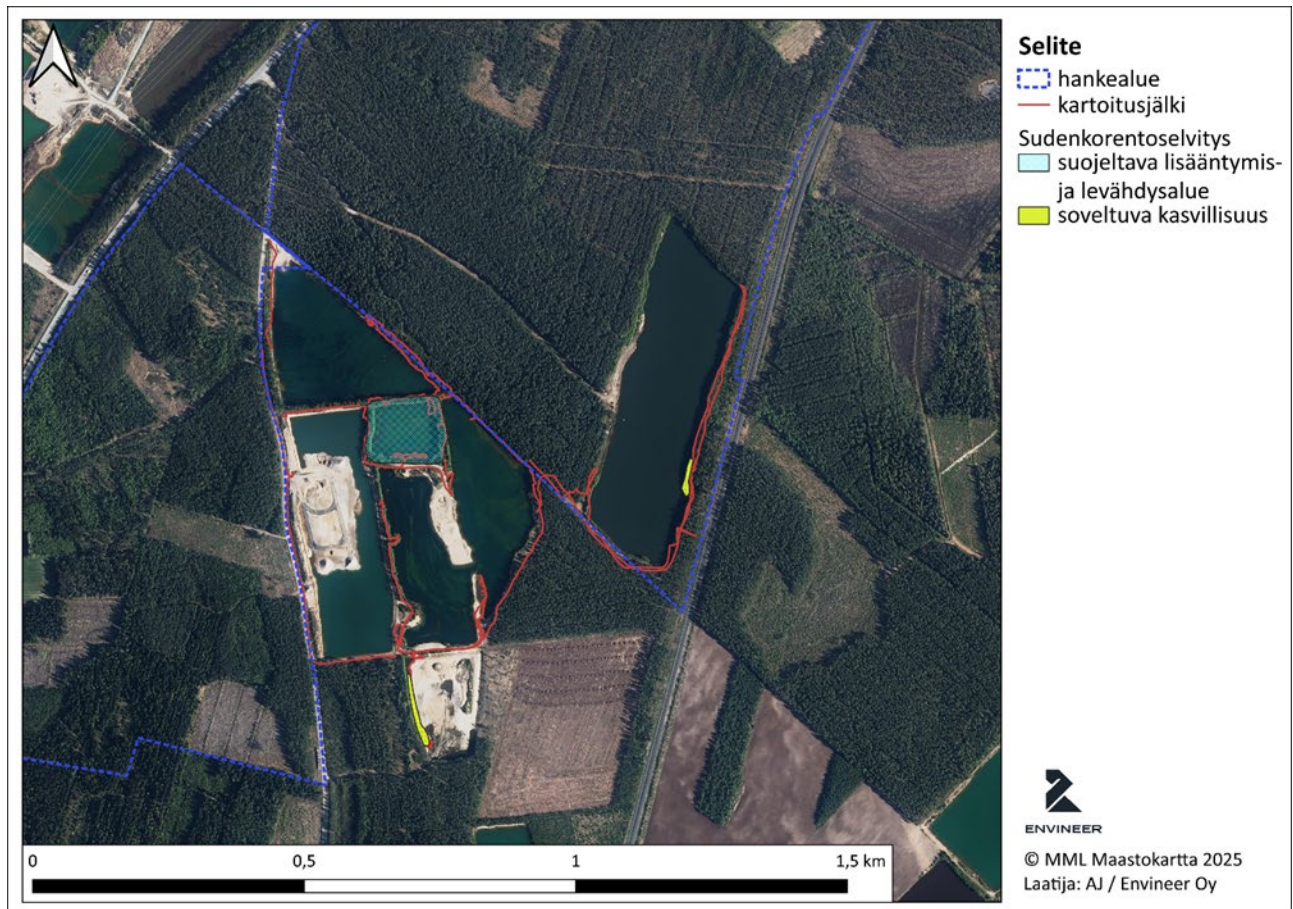 Selite
hankealue
kartoitusjälki
Sudenkorentoselvitys
suojeltava lisääntymis-
ja levähdysalue
soveltuva kasvillisuus
ENVINEER
© MML Maastokartta 2025
Laatija: AJ / Envineer Oy
0 0,5 1 1,5 km